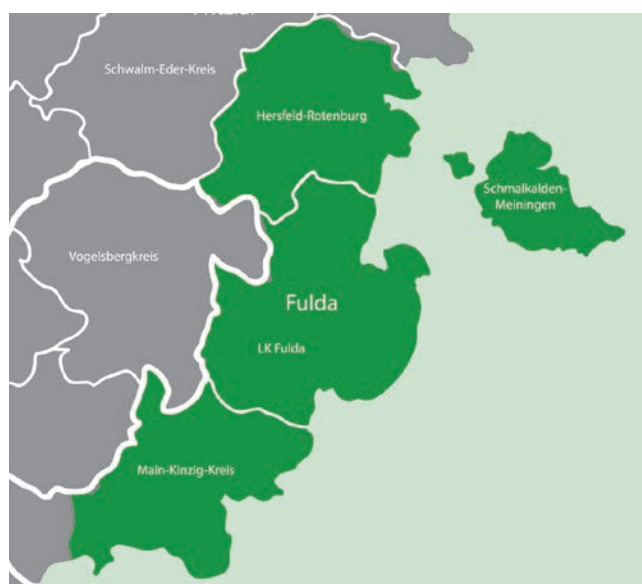 Schwalm-Eder-Kreis
Hersfeld-Rotenburg
Schmalkalden-
Meiningen
Vogelsbergkreis
Fulda
LK Fulda
Main-Kinzig-Kreis